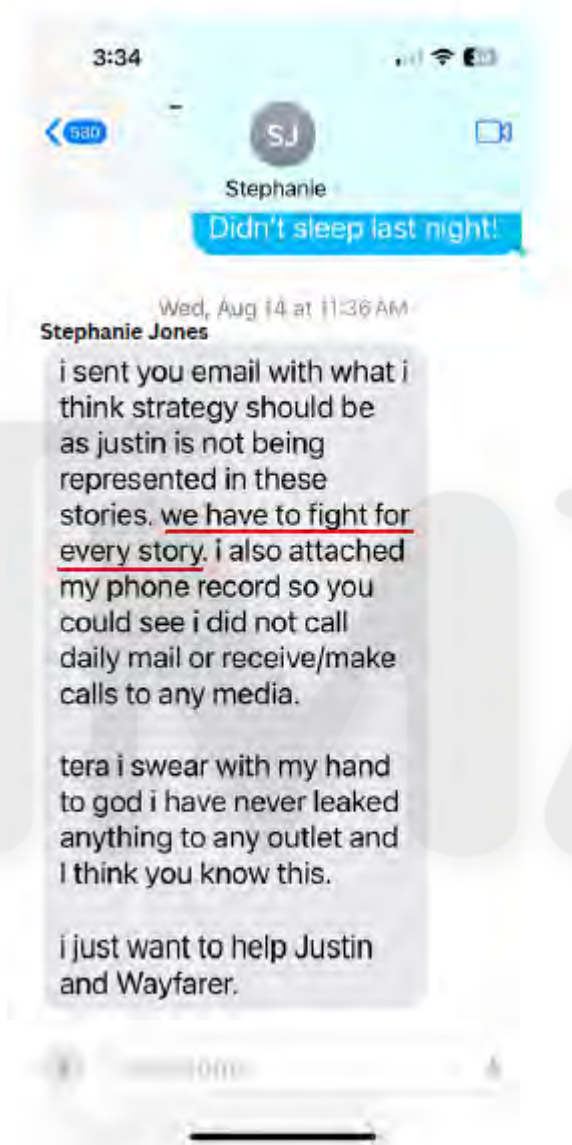 3:34
580
SJ
Stephanie
Didn't sleep last night!
Wed, Aug 14 at 11:36 AM
Stephanie Jones
i sent you email with what i
think strategy should be
as justin is not being
represented in these
stories. we have to fight for
every story. i also attached
my phone record so you
could see i did not call
daily mail or receive/make
calls to any media.
tera i swear with my hand
to god i have never leaked
anything to any outlet and
I think you know this.
i just want to help Justin
and Wayfarer.